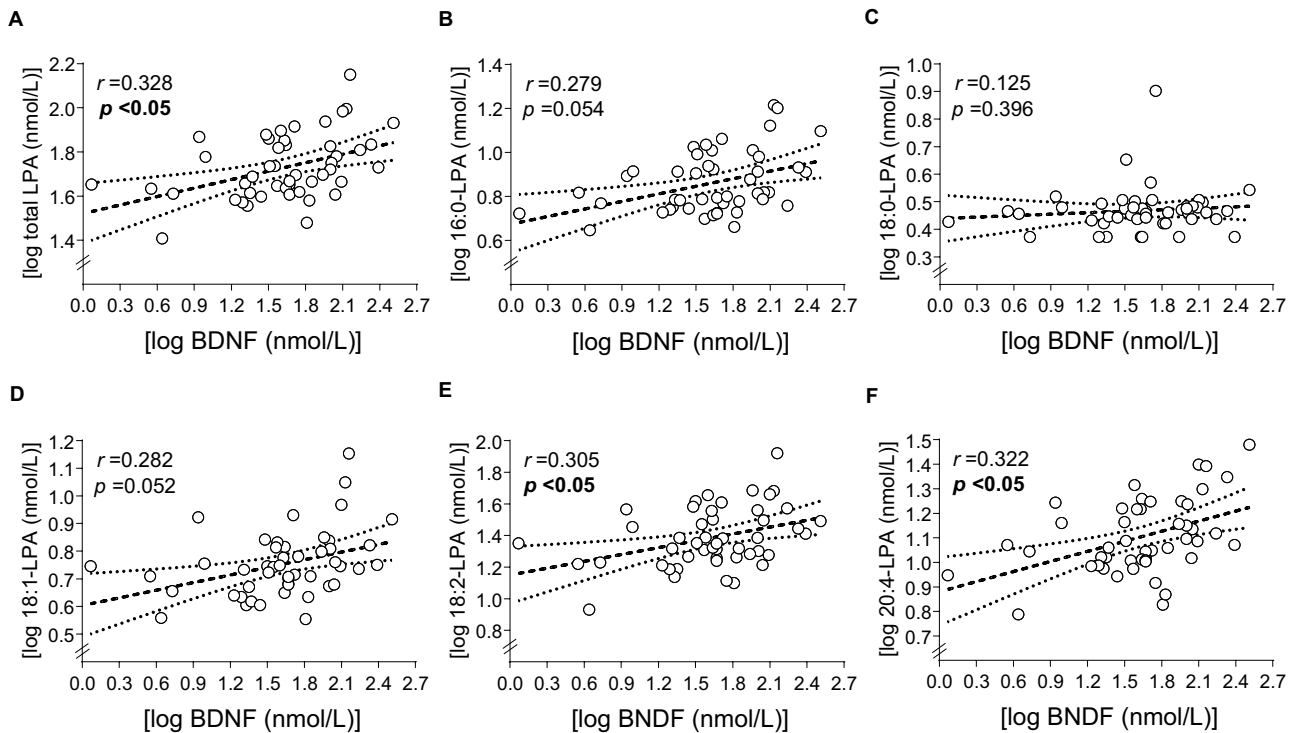 A
[log total LPA (nmol/L)]
2.2
2.0
1.8
1.6
1.4
r =0.328
p <0.05
0.0 0.3 0.6 0.9 1.2 1.5 1.8 2.1 2.4 2.7
[log BDNF (nmol/L)]
B
[log 16:0-LPA (nmol/L)]
1.4
1.2
1.0
0.8
0.6
r =0.279
p =0.054
0.0 0.3 0.6 0.9 1.2 1.5 1.8 2.1 2.4 2.7
[log BDNF (nmol/L)]
C
[log 18:0-LPA (nmol/L)]
1.0
0.9
0.8
0.7
0.6
0.5
0.4
0.3
r =0.125
p =0.396
0.0 0.3 0.6 0.9 1.2 1.5 1.8 2.1 2.4 2.7
[log BDNF (nmol/L)]
D
[log 18:1-LPA (nmol/L)]
1.2
1.1
1.0
0.9
0.8
0.7
0.6
0.5
r =0.282
p =0.052
0.0 0.3 0.6 0.9 1.2 1.5 1.8 2.1 2.4 2.7
[log BDNF (nmol/L)]
E
[log 18:2-LPA (nmol/L)]
2.0
1.8
1.6
1.4
1.2
1.0
0.8
r =0.305
p <0.05
0.0 0.3 0.6 0.9 1.2 1.5 1.8 2.1 2.4 2.7
[log BNDF (nmol/L)]
F
[log 20:4-LPA (nmol/L)]
1.5
1.4
1.3
1.2
1.1
1.0
0.9
0.8
0.7
r =0.322
p <0.05
0.0 0.3 0.6 0.9 1.2 1.5 1.8 2.1 2.4 2.7
[log BNDF (nmol/L)]